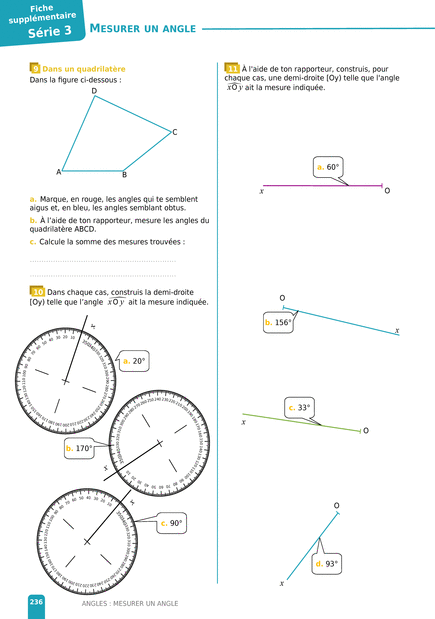 Fiche
supplémentaire
Série 3
MESURER UN ANGLE
9 Dans un quadrilatère
Dans la figure ci-dessous :
D
C
A
B
a. Marque, en rouge, les angles qui te semblent
aigus et, en bleu, les angles semblant obtus.
b. À l'aide de ton rapporteur, mesure les angles du
quadrilatère ABCD.
c. Calcule la somme des mesures trouvées :
10 Dans chaque cas, construis la demi-droite
[Oy) telle que l'angle xOy ait la mesure indiquée.
x
a. 20°
b. 170°
x
x
c. 90°
11 À l'aide de ton rapporteur, construis, pour
chaque cas, une demi-droite [Oy) telle que l'angle
xOy ait la mesure indiquée.
a. 60°
x
O
O
b. 156°
x
c. 33°
x
O
O
d. 93°
x
236
ANGLES : MESURER UN ANGLE